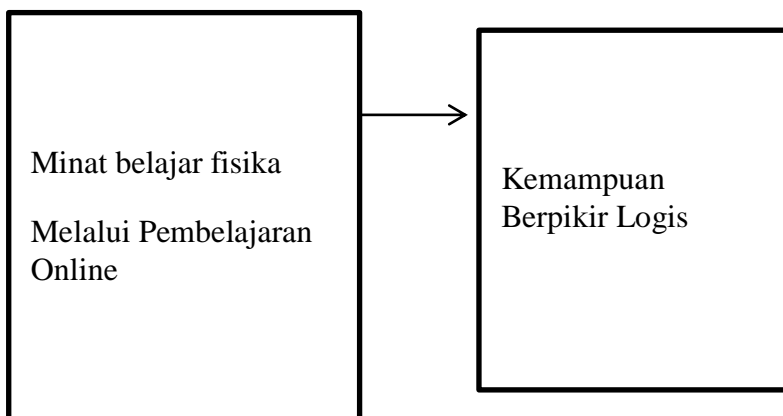 Minat belajar fisika
Melalui Pembelajaran
Online
Kemampuan
Berpikir Logis